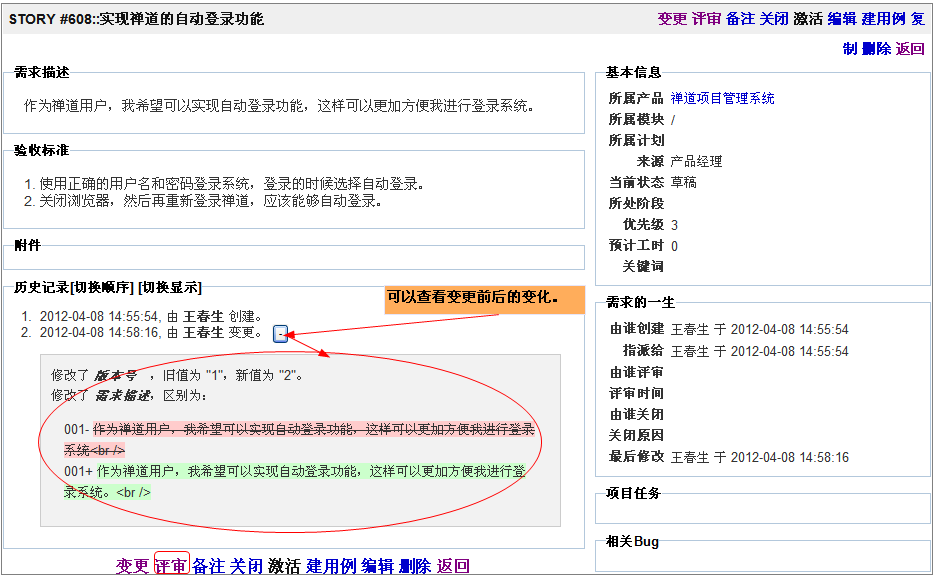 STORY #608::实现禅道的自动登录功能
变更 评审 备注 关闭 激活 编辑 建用例 复
制 删除 返回
需求描述
作为禅道用户，我希望可以实现自动登录功能，这样可以更加方便我进行登录系统。
验收标准
1. 使用正确的用户名和密码登录系统，登录的时候选择自动登录。
2. 关闭浏览器，然后再重新登录禅道，应该能够自动登录。
附件
历史记录[切换顺序] [切换显示]
可以查看变更前后的变化。
1. 2012-04-08 14:55:54, 由 王春生 创建。
2. 2012-04-08 14:58:16, 由 王春生 变更。 -
修改了 版本号 ，旧值为 "1"，新值为 "2"。
修改了 需求描述，区别为：
001- 作为禅道用户，我希望可以实现自动登录功能，这样可以更加方便我进行登录
系统<br />
001+ 作为禅道用户，我希望可以实现自动登录功能，这样可以更加方便我进行登
录系统。<br />
变更 评审 备注 关闭 激活 建用例 编辑 删除 返回
基本信息
所属产品 禅道项目管理系统
所属模块 /
所属计划
来源 产品经理
当前状态 草稿
所处阶段
优先级 3
预计工时 0
关键词
需求的一生
由谁创建 王春生 于 2012-04-08 14:55:54
指派给 王春生 于 2012-04-08 14:55:54
由谁评审
评审时间
由谁关闭
关闭原因
最后修改 王春生 于 2012-04-08 14:58:16
项目任务
相关Bug